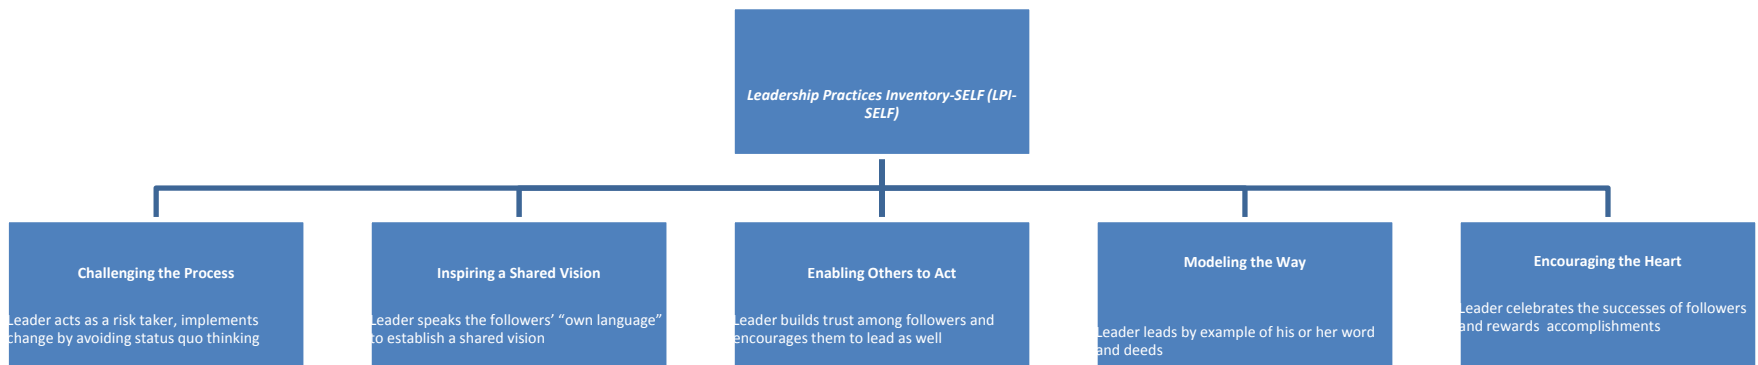 Leadership Practices Inventory-SELF (LPI-
SELF)
Challenging the Process
Leader acts as a risk taker, implements
change by avoiding status quo thinking
Inspiring a Shared Vision
Leader speaks the followers’ “own language”
to establish a shared vision
Enabling Others to Act
Leader builds trust among followers and
encourages them to lead as well
Modeling the Way
Leader leads by example of his or her word
and deeds
Encouraging the Heart
Leader celebrates the successes of followers
and rewards  accomplishments